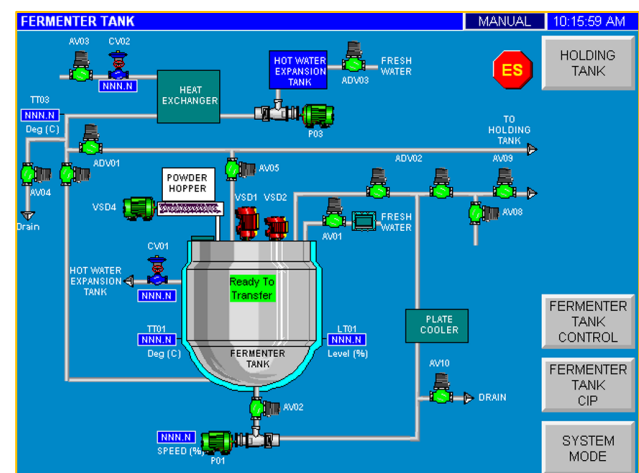 FERMENTER TANK
MANUAL
10:15:59 AM
AV03
CV02
HOT WATER
EXPANSION
TANK
FRESH
WATER
ADV03
ES
HOLDING
TANK
NNN.N
HEAT
EXCHANGER
TT03
NNN.N
Deg (C)
P03
TO
HOLDING
TANK
ADV01
AV05
ADV02
AV09
POWDER
HOPPER
AV04
VSD1
VSD2
VSD4
AV08
Drain
FRESH
WATER
AV01
CV01
HOT WATER
EXPANSION
TANK
NNN.N
Ready To
Transfer
FERMENTER
TANK
CONTROL
PLATE
COOLER
TT01
NNN.N
Deg (C)
LT01
NNN.N
Level (%)
FERMENTER
TANK
AV10
DRAIN
FERMENTER
TANK
CIP
AV02
NNN.N
SPEED (%)
P01
SYSTEM
MODE